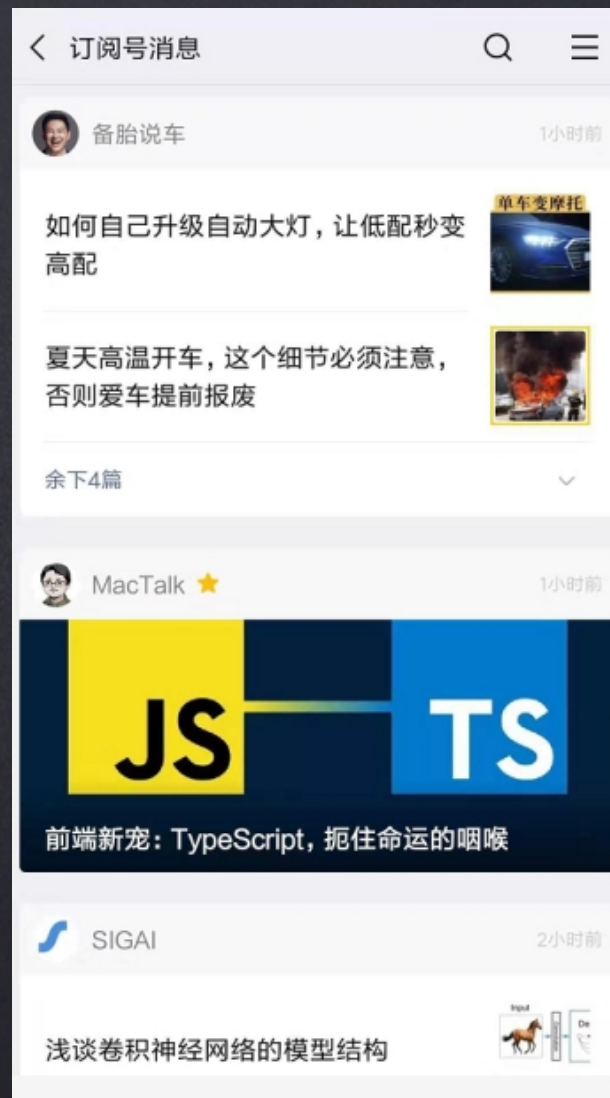 订阅号消息
备胎说车
1小时前
如何自己升级自动大灯，让低配秒变
高配
单车变摩托
夏天高温开车，这个细节必须注意，
否则爱车提前报废
余下4篇
MacTalk
1小时前
JS
TS
前端新宠：TypeScript，扼住命运的咽喉
SIGAI
2小时前
浅谈卷积神经网络的模型结构
Input
De